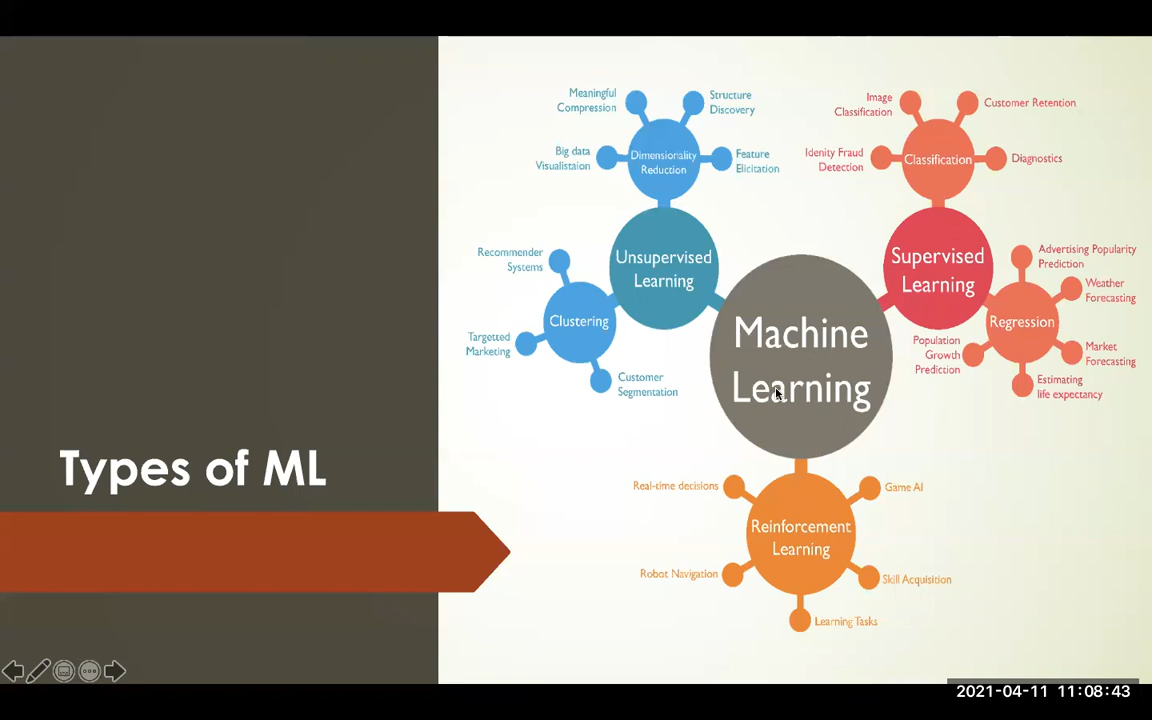 Types of ML
Machine
Learning
Unsupervised
Learning
Dimensionality
Reduction
Meaningful
Compression
Structure
Discovery
Big data
Visualistaion
Feature
Elicitation
Clustering
Recommender
Systems
Targetted
Marketing
Customer
Segmentation
Supervised
Learning
Classification
Image
Classification
Customer Retention
Idenity Fraud
Detection
Diagnostics
Regression
Advertising Popularity
Prediction
Weather
Forecasting
Population
Growth
Prediction
Market
Forecasting
Estimating
life expectancy
Reinforcement
Learning
Real-time decisions
Game AI
Robot Navigation
Skill Acquisition
Learning Tasks
2021-04-11 11:08:43